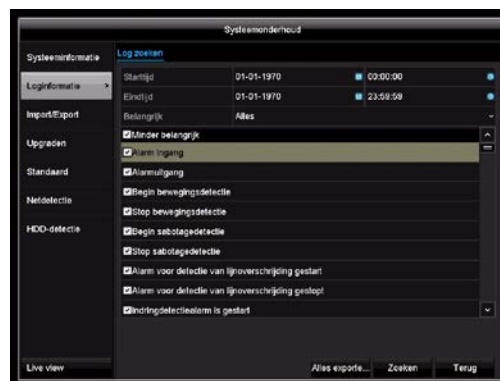 Systeemonderhoud
Systeeminformatie
Loginformatie >
Import/Export
Upgraden
Standaard
Netdetectie
HDD-detectie
Live view
Log zoeken
Starttijd 01-01-1970 00:00:00
Eindtijd 01-01-1970 23:59:59
Belangrijk Alles
Minder belangrijk
Alarm ingang
Alarmuitgang
Begin bewegingsdetectie
Stop bewegingsdetectie
Begin sabotagedetectie
Stop sabotagedetectie
Alarm voor detectie van lijnoverschrijding gestart
Alarm voor detectie van lijnoverschrijding gestopt
Indringdetectiealarm is gestart
Alles exporte... Zoeken Terug